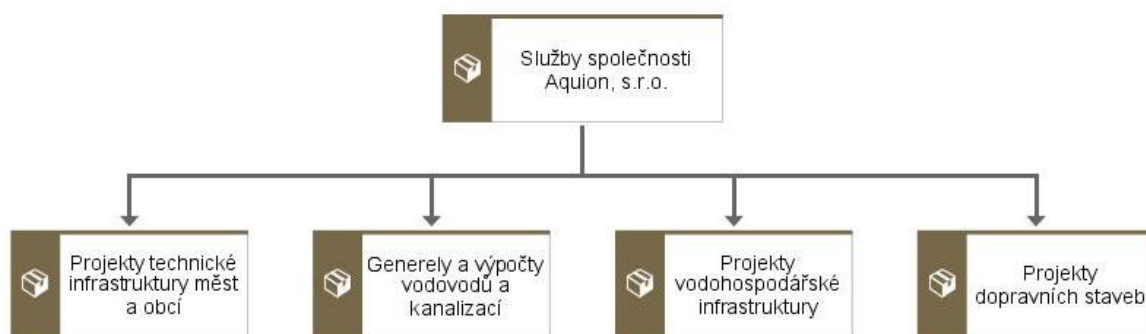 Služby společnosti
Aquion, s.r.o.
Projekty technické
infrastruktury měst
a obcí
Generely a výpočty
vodovodů a
kanalizací
Projekty
vodohospodářské
infrastruktury
Projekty
dopravních staveb